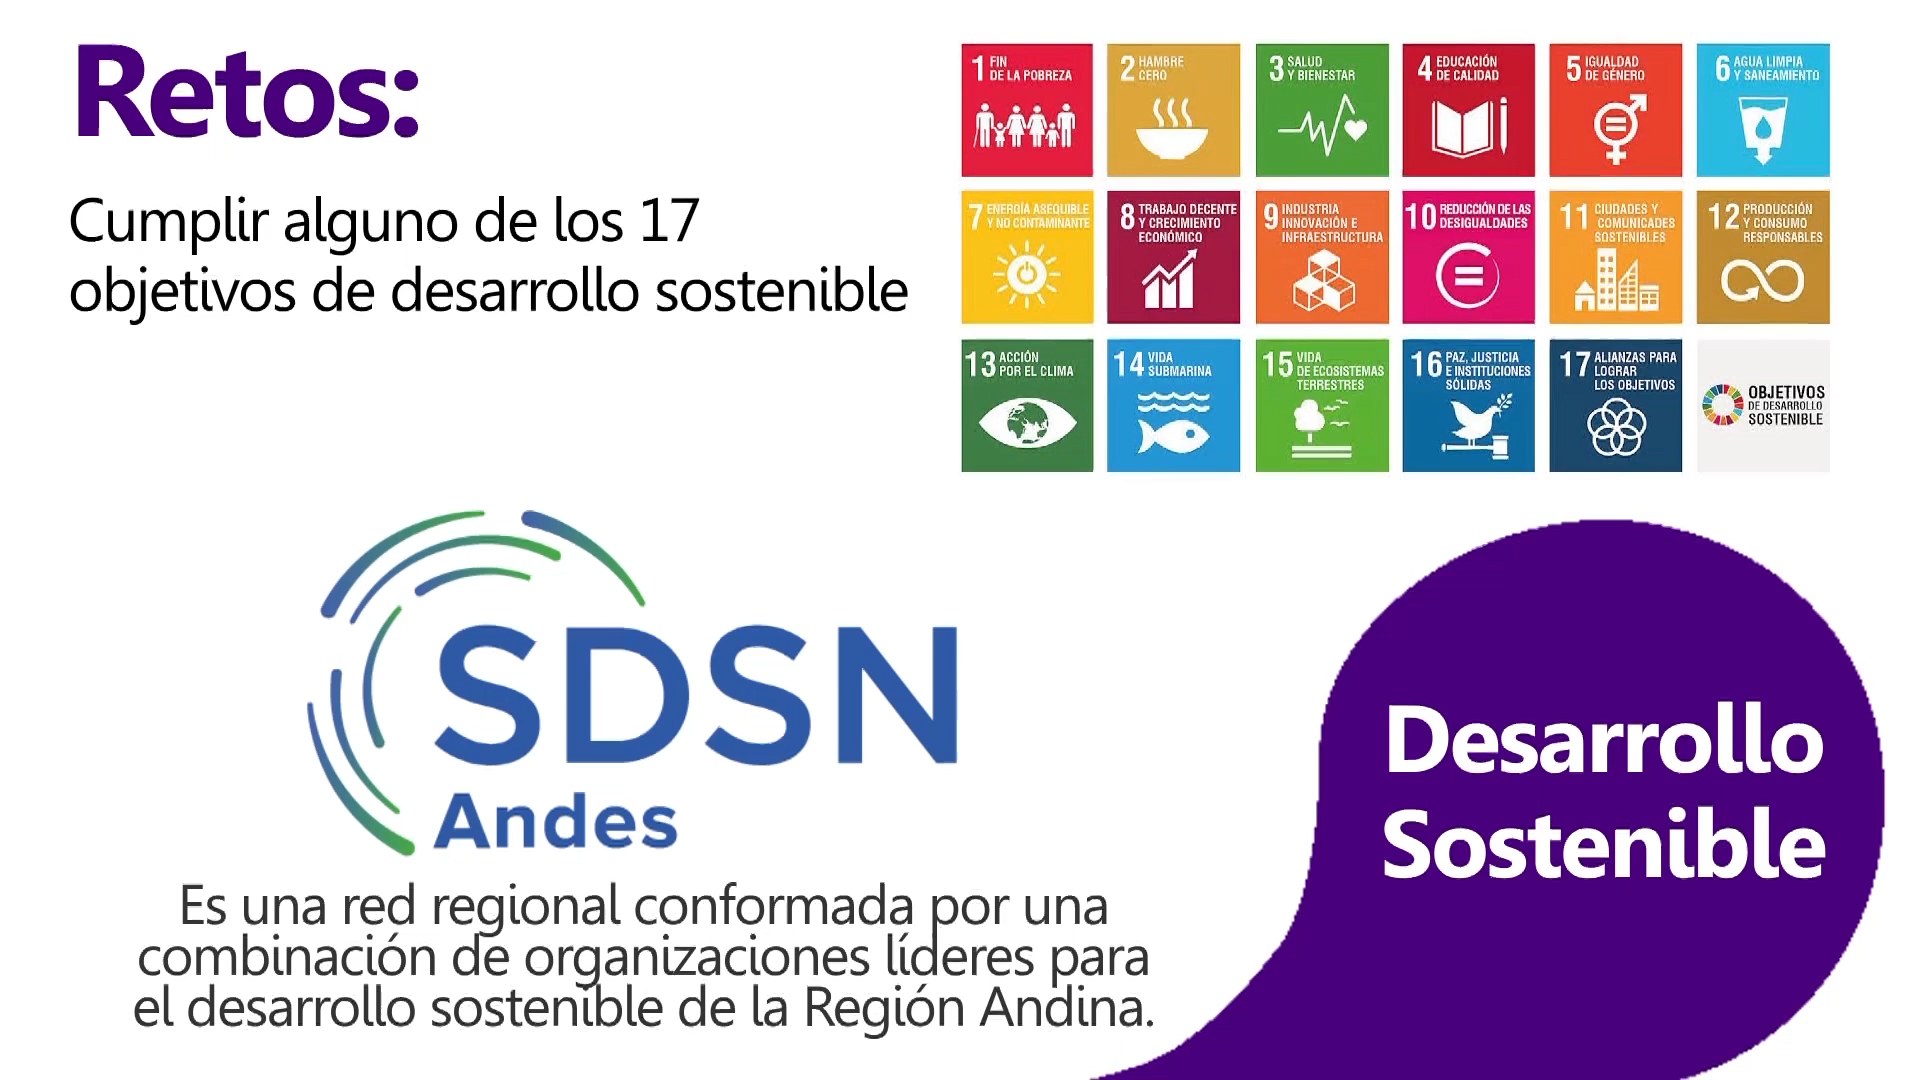 Retos:
Cumplir alguno de los 17
objetivos de desarrollo sostenible
1 FIN
DE LA POBREZA
2 HAMBRE
CERO
3 SALUD
Y BIENESTAR
4 EDUCACIÓN
DE CALIDAD
5 IGUALDAD
DE GÉNERO
6 AGUA LIMPIA
Y SANEAMIENTO
7 ENERGÍA ASEQUIBLE
Y NO CONTAMINANTE
8 TRABAJO DECENTE
Y CRECIMIENTO
ECONÓMICO
9 INDUSTRIA
INNOVACIÓN E
INFRAESTRUCTURA
10 REDUCCIÓN DE LAS
DESIGUALDADES
11 CIUDADES Y
COMUNICADES
SOSTENIBLES
12 PRODUCCIÓN
Y CONSUMO
RESPONSABLES
13 ACCIÓN
POR EL CLIMA
14 VIDA
SUBMARINA
15 VIDA
DE ECOSISTEMAS
TERRESTRES
16 PAZ, JUSTICIA
E INSTITUCIONES
SÓLIDAS
17 ALIANZAS PARA
LOGRAR
LOS OBJETIVOS
OBJETIVOS
DE DESARROLLO
SOSTENIBLE
SDSN
Andes
Es una red regional conformada por una
combinación de organizaciones líderes para
el desarrollo sostenible de la Región Andina.
Desarrollo
Sostenible